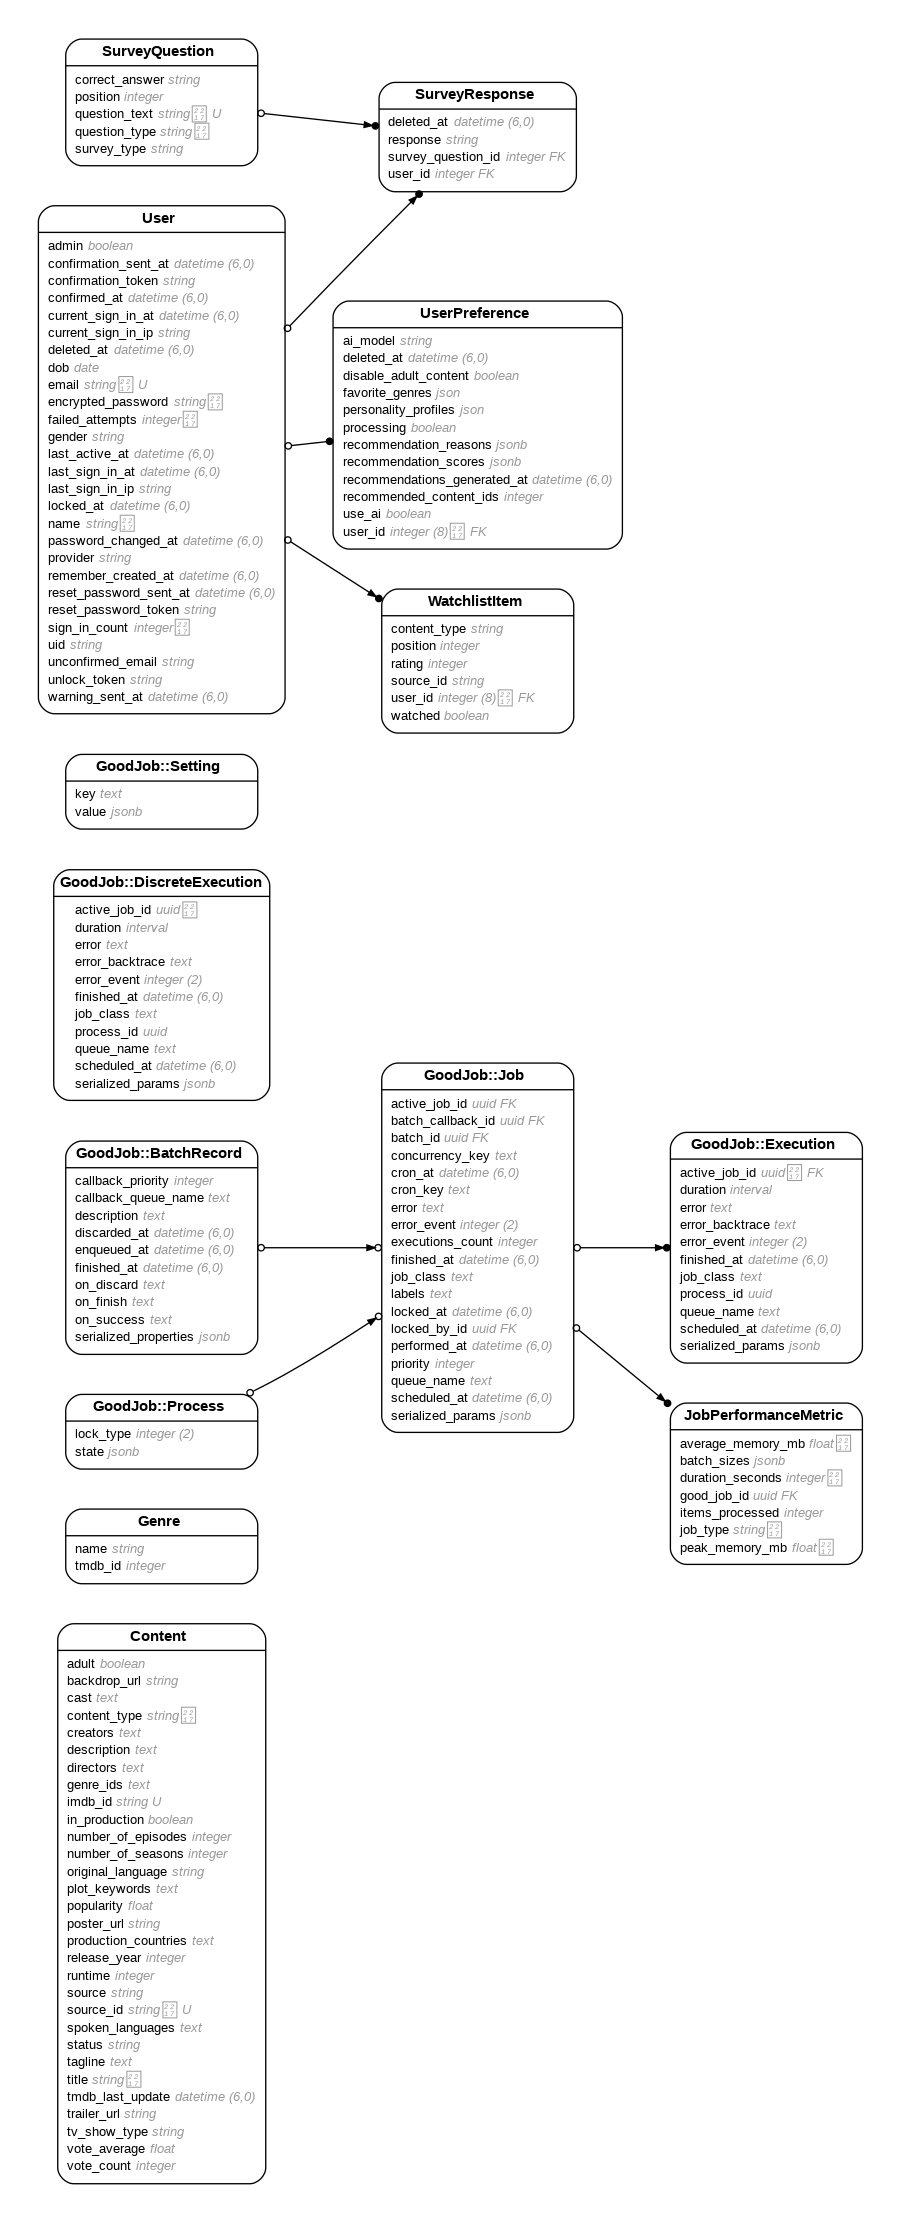 SurveyQuestion
correct_answer string
position integer
question_text string 2217 U
question_type string 2217
survey_type string
SurveyResponse
deleted_at datetime (6,0)
response string
survey_question_id integer FK
user_id integer FK
User
admin boolean
confirmation_sent_at datetime (6,0)
confirmation_token string
confirmed_at datetime (6,0)
current_sign_in_at datetime (6,0)
current_sign_in_ip string
deleted_at datetime (6,0)
dob date
email string 2217 U
encrypted_password string 2217
failed_attempts integer 2217
gender string
last_active_at datetime (6,0)
last_sign_in_at datetime (6,0)
last_sign_in_ip string
locked_at datetime (6,0)
name string 2217
password_changed_at datetime (6,0)
provider string
remember_created_at datetime (6,0)
reset_password_sent_at datetime (6,0)
reset_password_token string
sign_in_count integer 2217
uid string
unconfirmed_email string
unlock_token string
warning_sent_at datetime (6,0)
UserPreference
ai_model string
deleted_at datetime (6,0)
disable_adult_content boolean
favorite_genres json
personality_profiles json
processing boolean
recommendation_reasons jsonb
recommendation_scores jsonb
recommendations_generated_at datetime (6,0)
recommended_content_ids integer
use_ai boolean
user_id integer (8) 2217 FK
WatchlistItem
content_type string
position integer
rating integer
source_id string
user_id integer (8) 2217 FK
watched boolean
GoodJob::Setting
key text
value jsonb
GoodJob::DiscreteExecution
active_job_id uuid 2217
duration interval
error text
error_backtrace text
error_event integer (2)
finished_at datetime (6,0)
job_class text
process_id uuid
queue_name text
scheduled_at datetime (6,0)
serialized_params jsonb
GoodJob::BatchRecord
callback_priority integer
callback_queue_name text
description text
discarded_at datetime (6,0)
enqueued_at datetime (6,0)
finished_at datetime (6,0)
on_discard text
on_finish text
on_success text
serialized_properties jsonb
GoodJob::Process
lock_type integer (2)
state jsonb
GoodJob::Job
active_job_id uuid FK
batch_callback_id uuid FK
batch_id uuid FK
concurrency_key text
cron_at datetime (6,0)
cron_key text
error text
error_event integer (2)
executions_count integer
finished_at datetime (6,0)
job_class text
labels text
locked_at datetime (6,0)
locked_by_id uuid FK
performed_at datetime (6,0)
priority integer
queue_name text
scheduled_at datetime (6,0)
serialized_params jsonb
GoodJob::Execution
active_job_id uuid 2217 FK
duration interval
error text
error_backtrace text
error_event integer (2)
finished_at datetime (6,0)
job_class text
process_id uuid
queue_name text
scheduled_at datetime (6,0)
serialized_params jsonb
JobPerformanceMetric
average_memory_mb float 2217
batch_sizes jsonb
duration_seconds integer 2217
good_job_id uuid FK
items_processed integer
job_type string 2217
peak_memory_mb float 2217
Genre
name string
tmdb_id integer
Content
adult boolean
backdrop_url string
cast text
content_type string 2217
creators text
description text
directors text
genre_ids text
imdb_id string U
in_production boolean
number_of_episodes integer
number_of_seasons integer
original_language string
plot_keywords text
popularity float
poster_url string
production_countries text
release_year integer
runtime integer
source string
source_id string 2217 U
spoken_languages text
status string
tagline text
title string 2217
tmdb_last_update datetime (6,0)
trailer_url string
tv_show_type string
vote_average float
vote_count integer